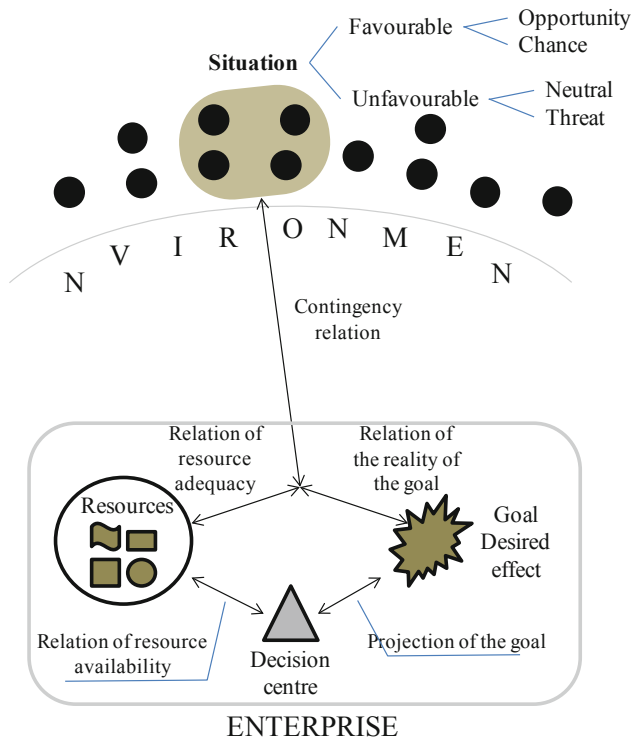 Opportunity
Favourable
Chance
Situation
Unfavourable
Neutral
Threat
N V I R O N M E N
Contingency
relation
Relation of
resource
adequacy
Relation of
the reality of
the goal
Resources
Goal
Desired
effect
Relation of resource
availability
Decision
centre
Projection of the goal
ENTERPRISE